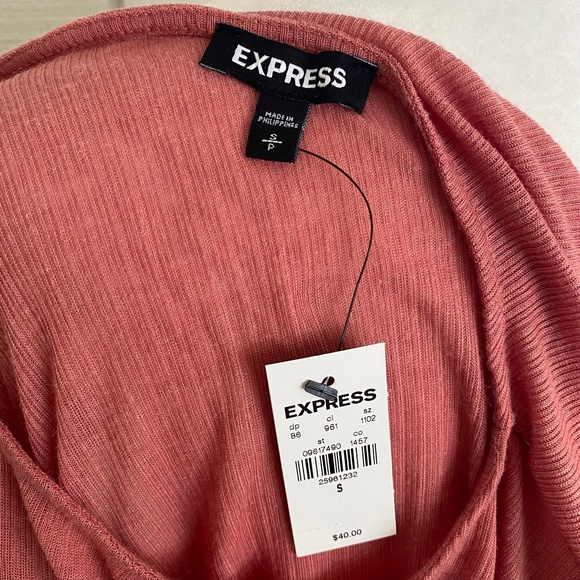 EXPRESS
MADE IN
PHILIPPINES
S
P
EXPRESS
dp cl sz
86 961 1102
st co
09617490 1457
25961232
S
$40.00